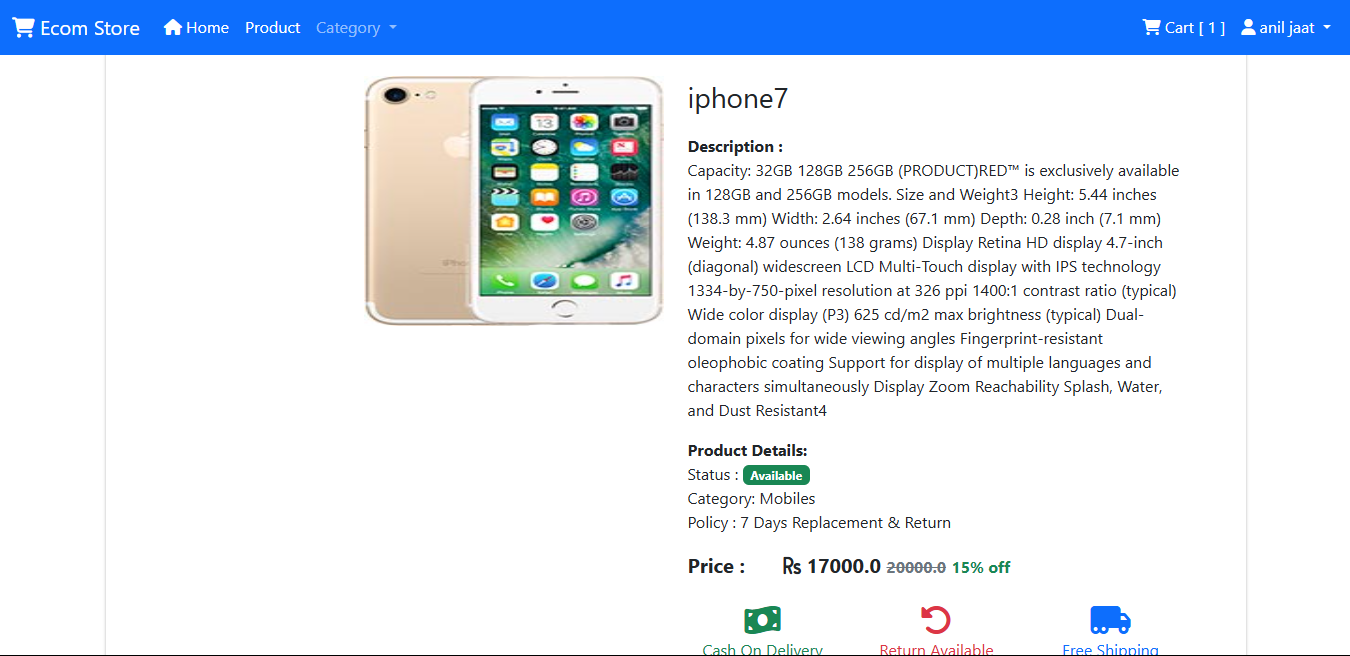 Ecom Store Home Product Category Cart [ 1 ] anil jaat
iphone7
Description :
Capacity: 32GB 128GB 256GB (PRODUCT)RED™ is exclusively available
in 128GB and 256GB models. Size and Weight3 Height: 5.44 inches
(138.3 mm) Width: 2.64 inches (67.1 mm) Depth: 0.28 inch (7.1 mm)
Weight: 4.87 ounces (138 grams) Display Retina HD display 4.7-inch
(diagonal) widescreen LCD Multi-Touch display with IPS technology
1334-by-750-pixel resolution at 326 ppi 1400:1 contrast ratio (typical)
Wide color display (P3) 625 cd/m2 max brightness (typical) Dual-
domain pixels for wide viewing angles Fingerprint-resistant
oleophobic coating Support for display of multiple languages and
characters simultaneously Display Zoom Reachability Splash, Water,
and Dust Resistant4
Product Details:
Status : Available
Category: Mobiles
Policy : 7 Days Replacement & Return
Price : ₨ 17000.0 20000.0 15% off
Cash On Delivery Return Available Free Shipping